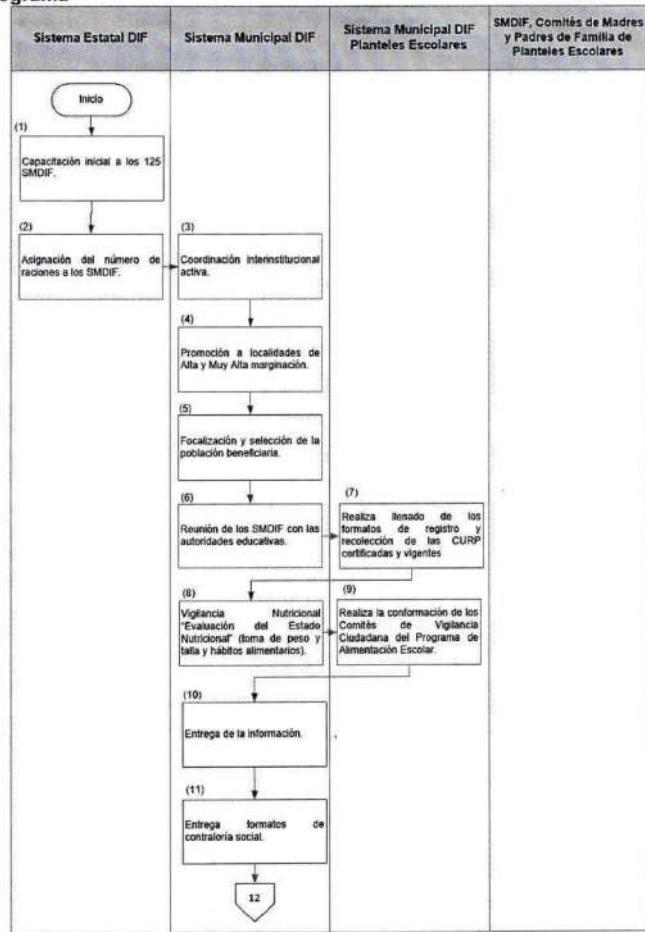 ograma
Sistema Estatal DIF
Sistema Municipal DIF
Sistema Municipal DIF
Planteles Escolares
SMDIF, Comités de Madres
y Padres de Familia de
Planteles Escolares
Inicio
(1)
Capacitación inicial a los 125
SMDIF.
(2)
Asignación del número de
raciones a los SMDIF.
(3)
Coordinación interinstitucional
activa.
(4)
Promoción a localidades de
Alta y Muy Alta marginación.
(5)
Focalización y selección de la
población beneficiaria.
(6)
Reunión de los SMDIF con las
autoridades educativas.
(7)
Realiza llenado de los
formatos de registro y
recolección de las CURP
certificadas y vigentes
(8)
Vigilancia Nutricional
"Evaluación del Estado
Nutricional" (toma de peso y
talla y hábitos alimentarios).
(9)
Realiza la conformación de los
Comités de Vigilancia
Ciudadana del Programa de
Alimentación Escolar.
(10)
Entrega de la información.
(11)
Entrega formatos de
contraloría social.
12